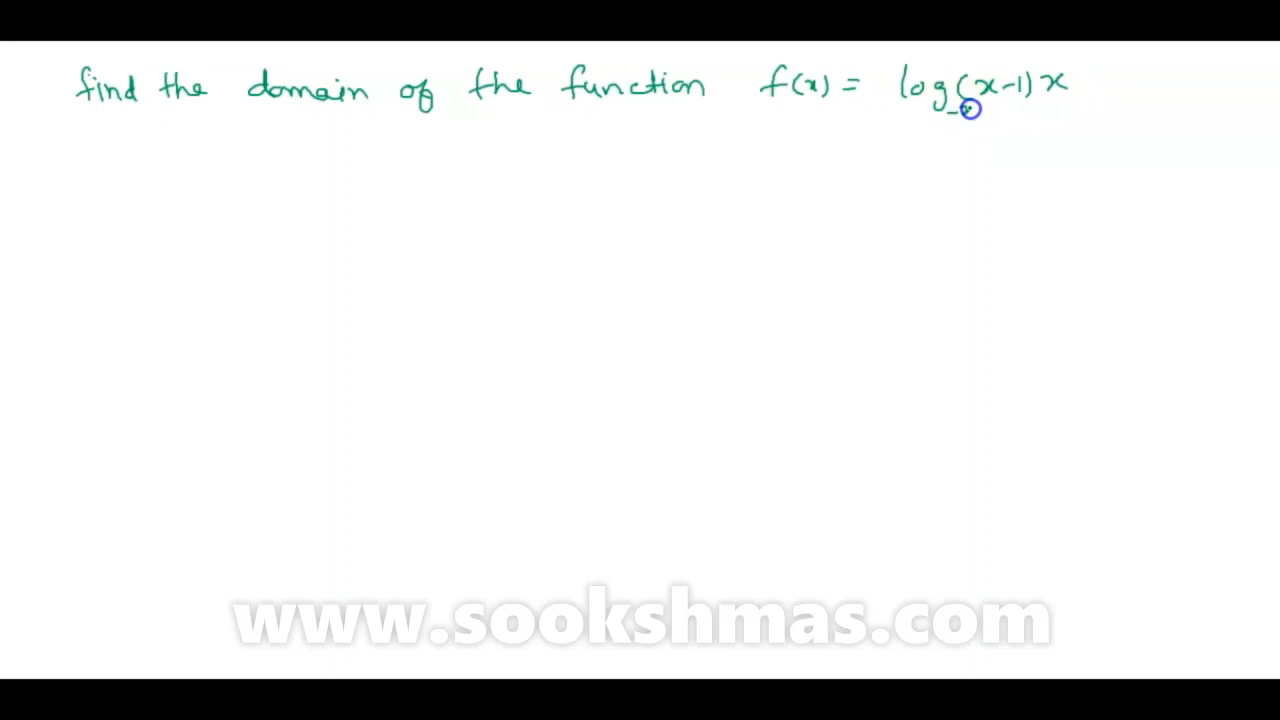 find the domain of the function f(x) = log(x-1)x
www.sookshmas.com